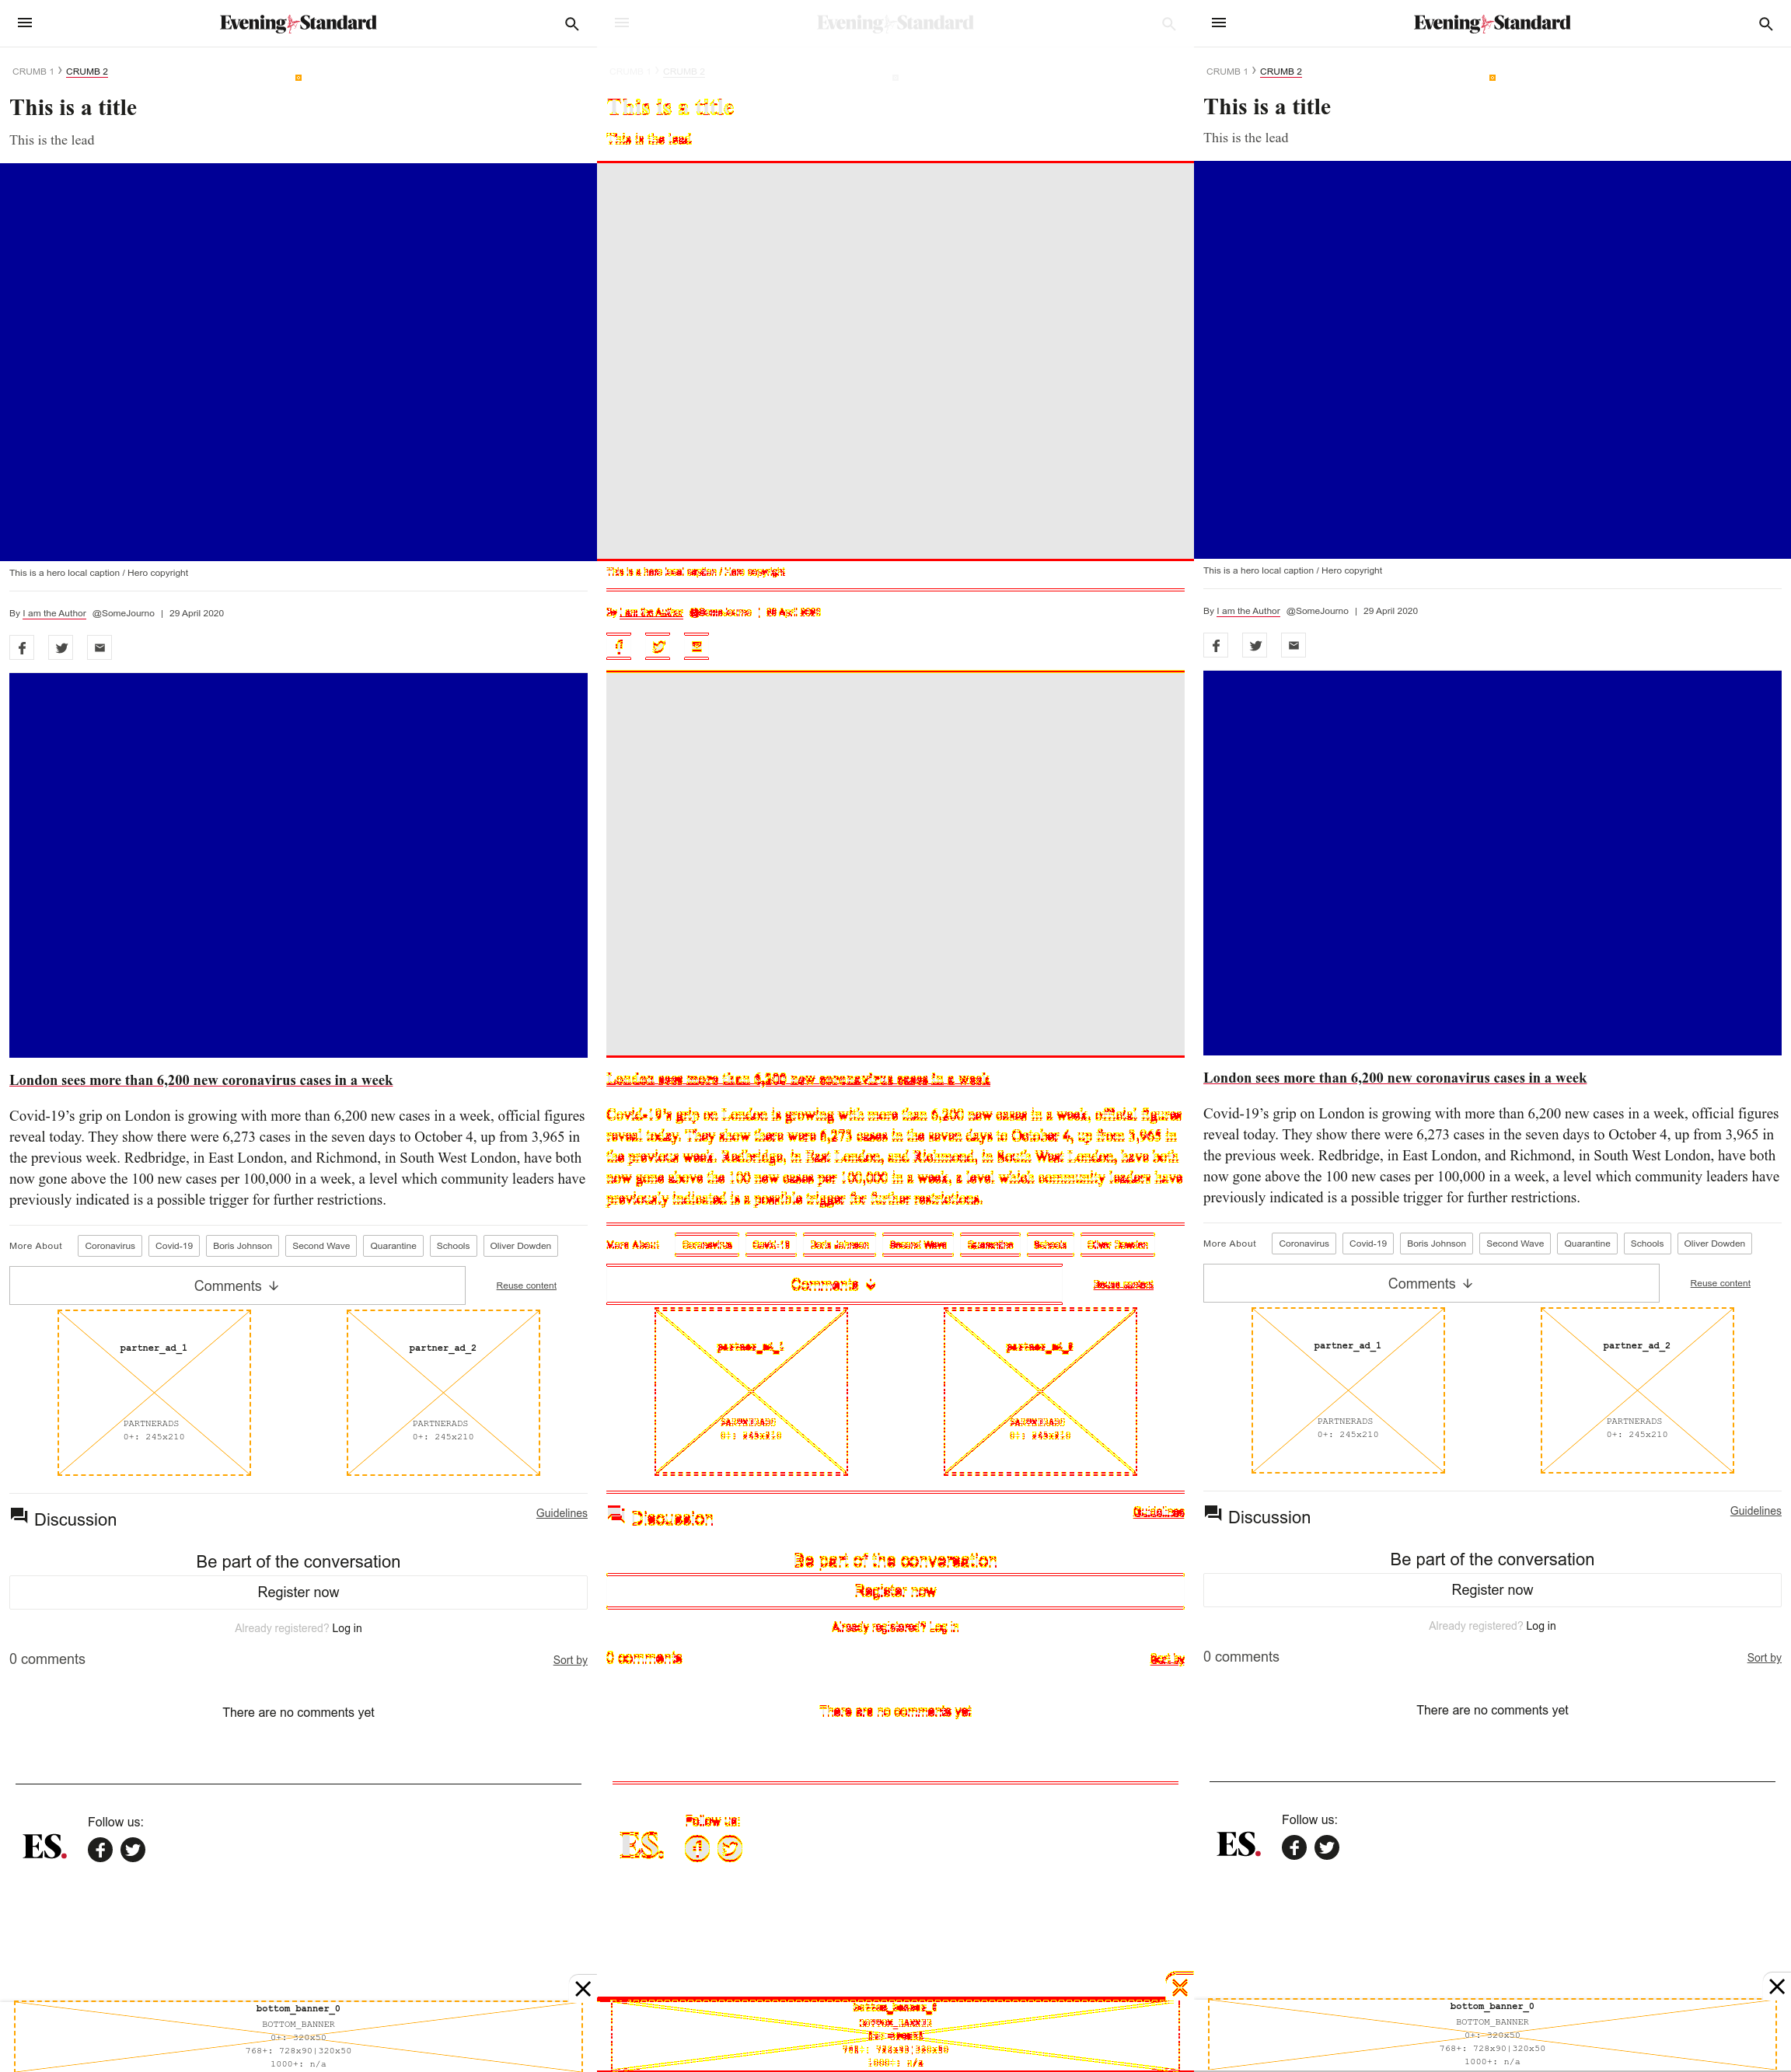 Evening Standard
CRUMB 1 › CRUMB 2
This is a title
This is the lead
This is a hero local caption / Hero copyright
By I am the Author @SomeJourno | 29 April 2020
London sees more than 6,200 new coronavirus cases in a week
Covid-19’s grip on London is growing with more than 6,200 new cases in a week, official figures
reveal today. They show there were 6,273 cases in the seven days to October 4, up from 3,965 in
the previous week. Redbridge, in East London, and Richmond, in South West London, have both
now gone above the 100 new cases per 100,000 in a week, a level which community leaders have
previously indicated is a possible trigger for further restrictions.
More About Coronavirus Covid-19 Boris Johnson Second Wave Quarantine Schools Oliver Dowden
Comments ↓ Reuse content
partner_ad_1 partner_ad_2
PARTNERADS PARTNERADS
0+: 245x210 0+: 245x210
Discussion Guidelines
Be part of the conversation
Register now
Already registered? Log in
0 comments Sort by
There are no comments yet
Follow us:
ES.
bottom_banner_0
BOTTOM_BANNER
0+: 320x50
768+: 728x90|320x50
1000+: n/a
Evening Standard
CRUMB 1 › CRUMB 2
This is a title
This is the lead
This is a hero local caption / Hero copyright
By I am the Author @SomeJourno | 29 April 2020
London sees more than 6,200 new coronavirus cases in a week
Covid-19’s grip on London is growing with more than 6,200 new cases in a week, official figures
reveal today. They show there were 6,273 cases in the seven days to October 4, up from 3,965 in
the previous week. Redbridge, in East London, and Richmond, in South West London, have both
now gone above the 100 new cases per 100,000 in a week, a level which community leaders have
previously indicated is a possible trigger for further restrictions.
More About Coronavirus Covid-19 Boris Johnson Second Wave Quarantine Schools Oliver Dowden
Comments ↓
Discussion Guidelines
Be part of the conversation
Register now
Already registered? Log in
0 comments Sort by
There are no comments yet
Follow us:
ES.
Evening Standard
CRUMB 1 › CRUMB 2
This is a title
This is the lead
This is a hero local caption / Hero copyright
By I am the Author @SomeJourno | 29 April 2020
London sees more than 6,200 new coronavirus cases in a week
Covid-19’s grip on London is growing with more than 6,200 new cases in a week, official figures
reveal today. They show there were 6,273 cases in the seven days to October 4, up from 3,965 in
the previous week. Redbridge, in East London, and Richmond, in South West London, have both
now gone above the 100 new cases per 100,000 in a week, a level which community leaders have
previously indicated is a possible trigger for further restrictions.
More About Coronavirus Covid-19 Boris Johnson Second Wave Quarantine Schools Oliver Dowden
Comments ↓ Reuse content
partner_ad_1 partner_ad_2
PARTNERADS PARTNERADS
0+: 245x210 0+: 245x210
Discussion Guidelines
Be part of the conversation
Register now
Already registered? Log in
0 comments Sort by
There are no comments yet
Follow us:
ES.
bottom_banner_0
BOTTOM_BANNER
0+: 320x50
768+: 728x90|320x50
1000+: n/a